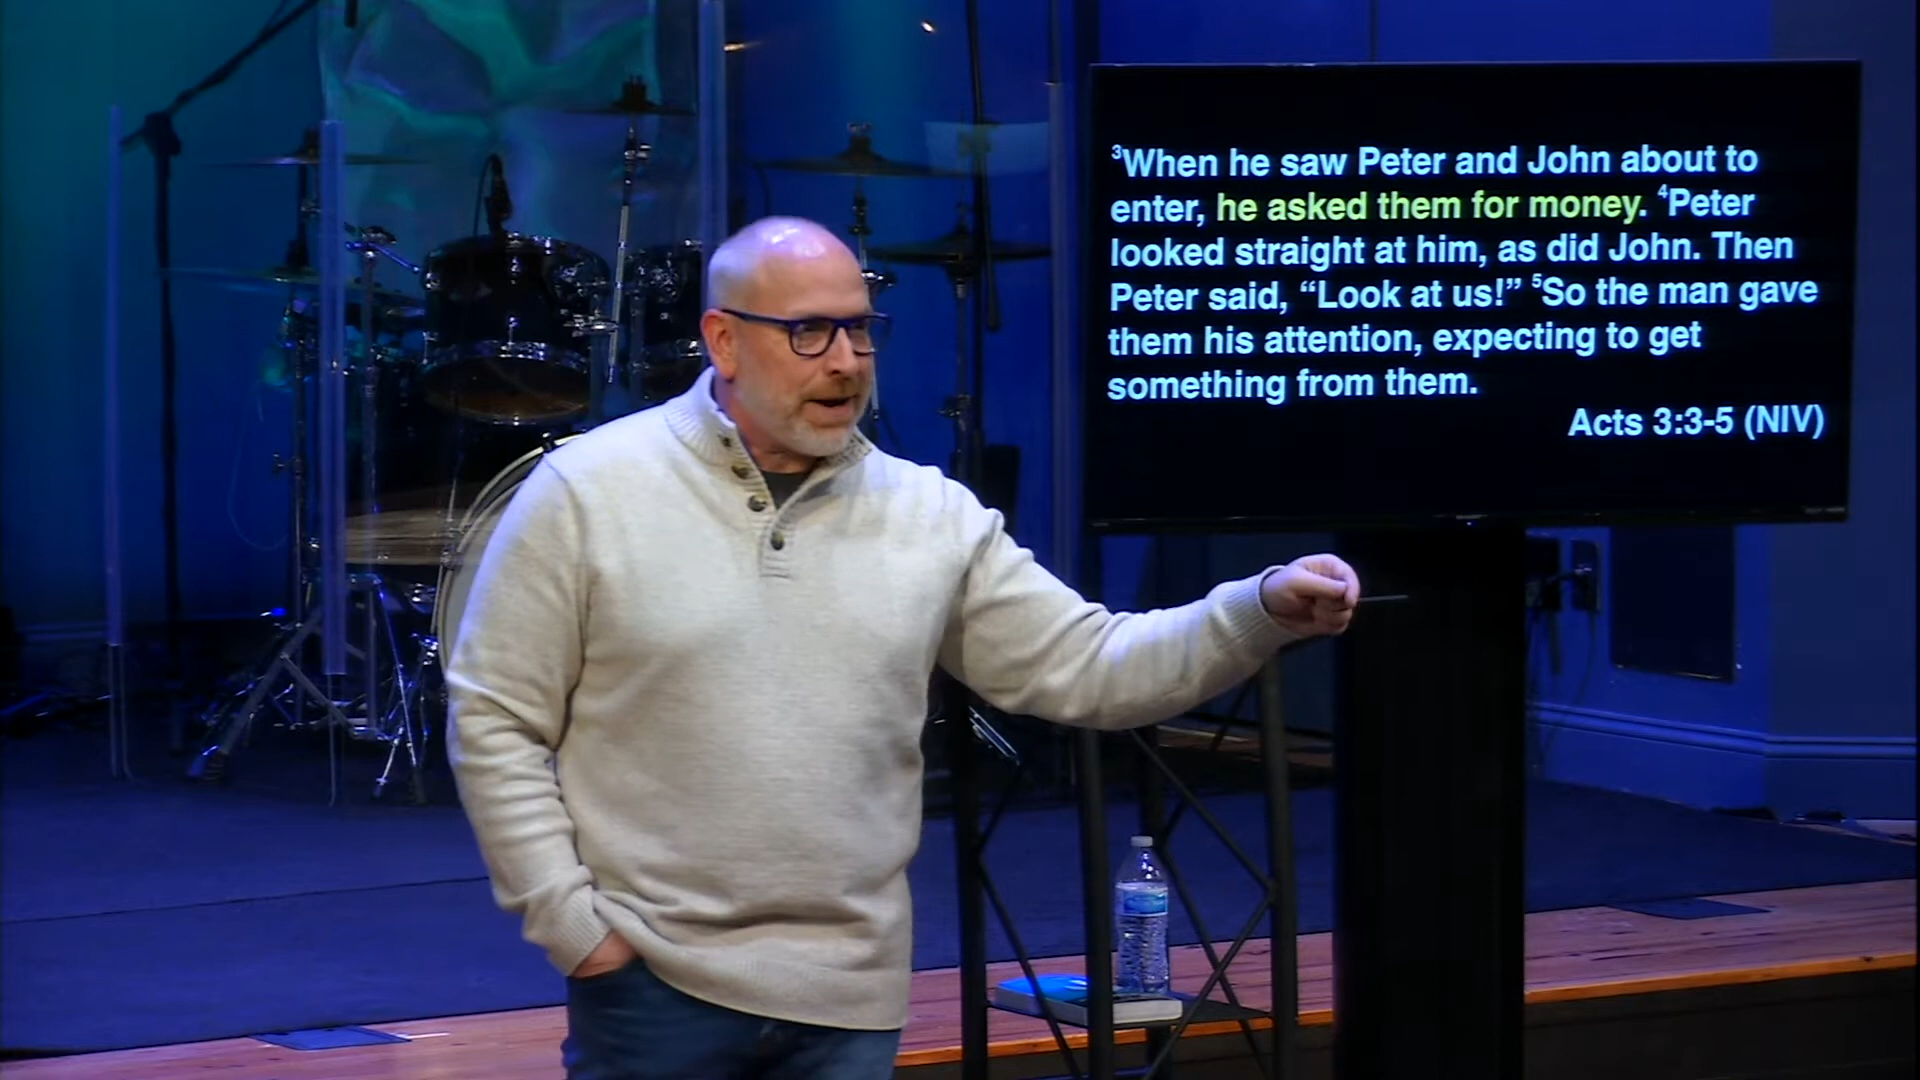 ³When he saw Peter and John about to
enter, he asked them for money. ⁴Peter
looked straight at him, as did John. Then
Peter said, “Look at us!” ⁵So the man gave
them his attention, expecting to get
something from them.
Acts 3:3-5 (NIV)